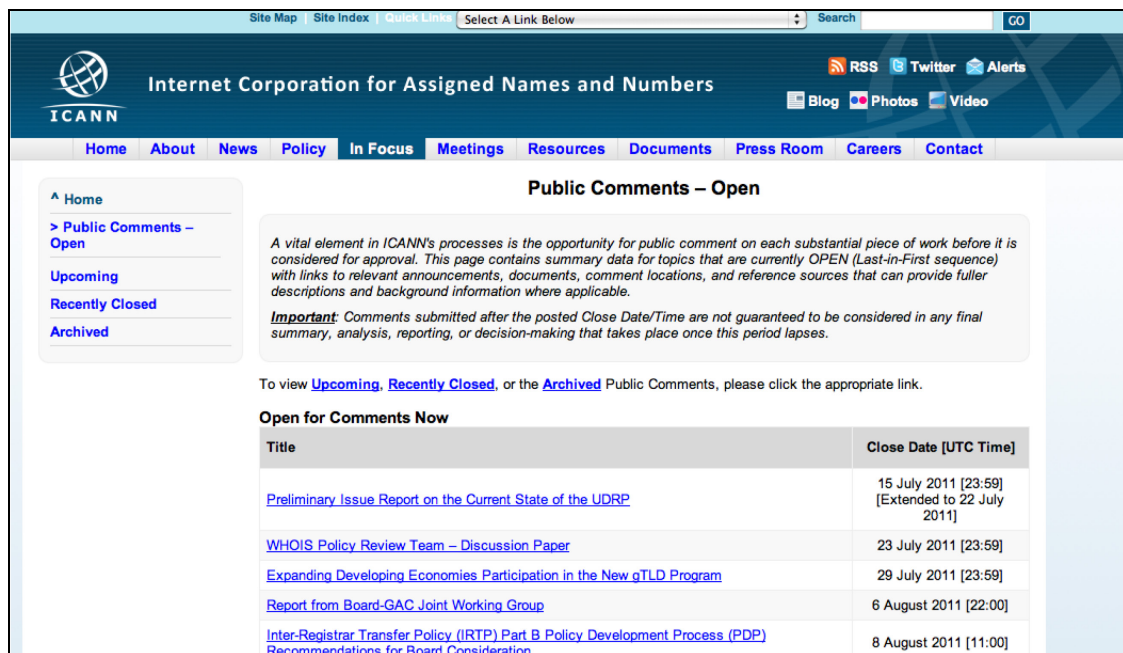 Site Map | Site Index | Quick Links Select A Link Below Search GO
ICANN
Internet Corporation for Assigned Names and Numbers
RSS Twitter Alerts
Blog Photos Video
Home About News Policy In Focus Meetings Resources Documents Press Room Careers Contact
^ Home
> Public Comments –
Open
Upcoming
Recently Closed
Archived
Public Comments – Open
A vital element in ICANN's processes is the opportunity for public comment on each substantial piece of work before it is
considered for approval. This page contains summary data for topics that are currently OPEN (Last-in-First sequence)
with links to relevant announcements, documents, comment locations, and reference sources that can provide fuller
descriptions and background information where applicable.
Important: Comments submitted after the posted Close Date/Time are not guaranteed to be considered in any final
summary, analysis, reporting, or decision-making that takes place once this period lapses.
To view Upcoming, Recently Closed, or the Archived Public Comments, please click the appropriate link.
Open for Comments Now
Title Close Date [UTC Time]
Preliminary Issue Report on the Current State of the UDRP 15 July 2011 [23:59]
[Extended to 22 July
2011]
WHOIS Policy Review Team – Discussion Paper 23 July 2011 [23:59]
Expanding Developing Economies Participation in the New gTLD Program 29 July 2011 [23:59]
Report from Board-GAC Joint Working Group 6 August 2011 [22:00]
Inter-Registrar Transfer Policy (IRTP) Part B Policy Development Process (PDP) 8 August 2011 [11:00]
Recommendations for Board Consideration